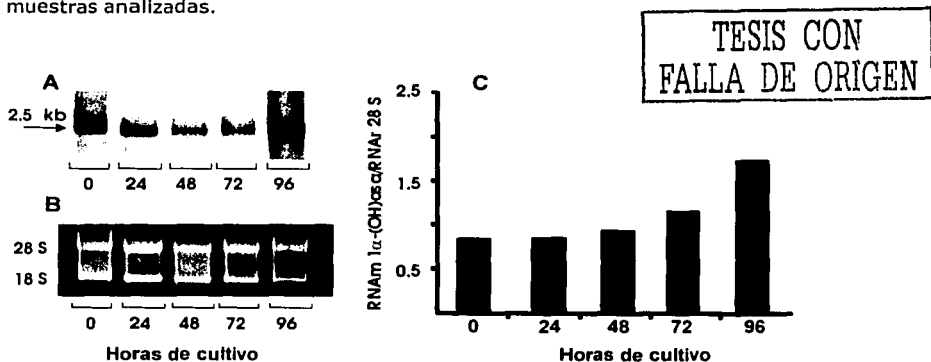 muestras analizadas.
TESIS CON
FALLA DE ORIGEN
A
2.5 kb
0 24 48 72 96
B
28 S
18 S
0 24 48 72 96
Horas de cultivo
C
RNAm 1α-(OH)asa/RNAr 28 S
2.5
1.5
0.5
0 24 48 72 96
Horas de cultivo